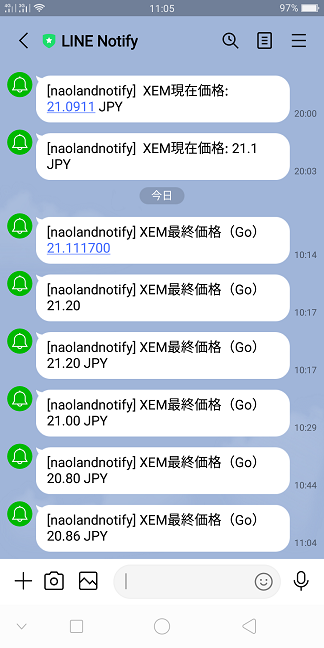 11:05
97%
LINE Notify
[naolandnotify] XEM現在価格:
21.0911 JPY
20:00
[naolandnotify] XEM現在価格: 21.1
JPY
20:03
今日
[naolandnotify] XEM最終価格（Go）
21.111700
10:14
[naolandnotify] XEM最終価格（Go）
21.20
10:17
[naolandnotify] XEM最終価格（Go）
21.20 JPY
10:17
[naolandnotify] XEM最終価格（Go）
21.00 JPY
10:29
[naolandnotify] XEM最終価格（Go）
20.80 JPY
10:44
[naolandnotify] XEM最終価格（Go）
20.86 JPY
11:04